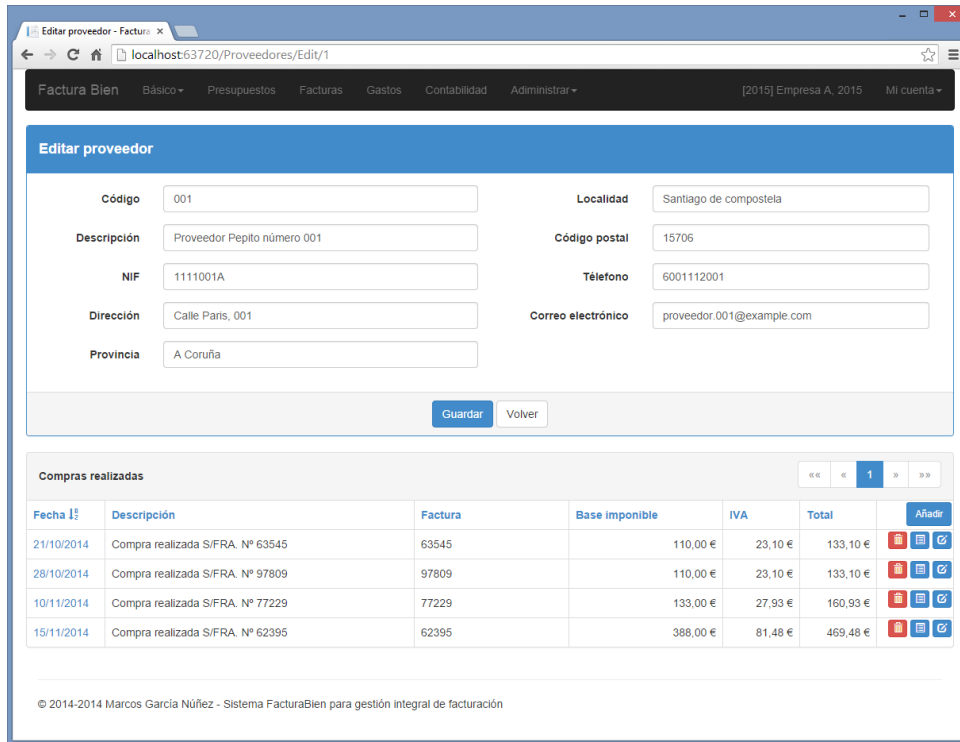 Editar proveedor - Factura
localhost:63720/Proveedores/Edit/1
Factura Bien Básico Presupuestos Facturas Gastos Contabilidad Adiministrar [2015] Empresa A, 2015 Mi cuenta
Editar proveedor
Código 001 Localidad Santiago de compostela
Descripción Proveedor Pepito número 001 Código postal 15706
NIF 1111001A Télefono 6001112001
Dirección Calle Paris, 001 Correo electrónico proveedor.001@example.com
Provincia A Coruña
Guardar Volver
Compras realizadas «« « 1 » »»
Fecha Descripción Factura Base imponible IVA Total Añadir
21/10/2014 Compra realizada S/FRA. Nº 63545 63545 110,00 € 23,10 € 133,10 €
28/10/2014 Compra realizada S/FRA. Nº 97809 97809 110,00 € 23,10 € 133,10 €
10/11/2014 Compra realizada S/FRA. Nº 77229 77229 133,00 € 27,93 € 160,93 €
15/11/2014 Compra realizada S/FRA. Nº 62395 62395 388,00 € 81,48 € 469,48 €
© 2014-2014 Marcos García Núñez - Sistema FacturaBien para gestión integral de facturación